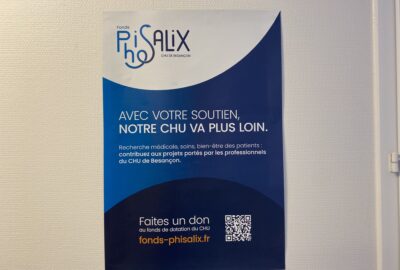 Fonds
PhiSALiX
CHU DE BESANÇON
AVEC VOTRE SOUTIEN,
NOTRE CHU VA PLUS LOIN.
Recherche médicale, soins, bien-être des patients :
contribuez aux projets portés par les professionnels
du CHU de Besançon.
Faites un don
au fonds de dotation du CHU
fonds-phisalix.fr